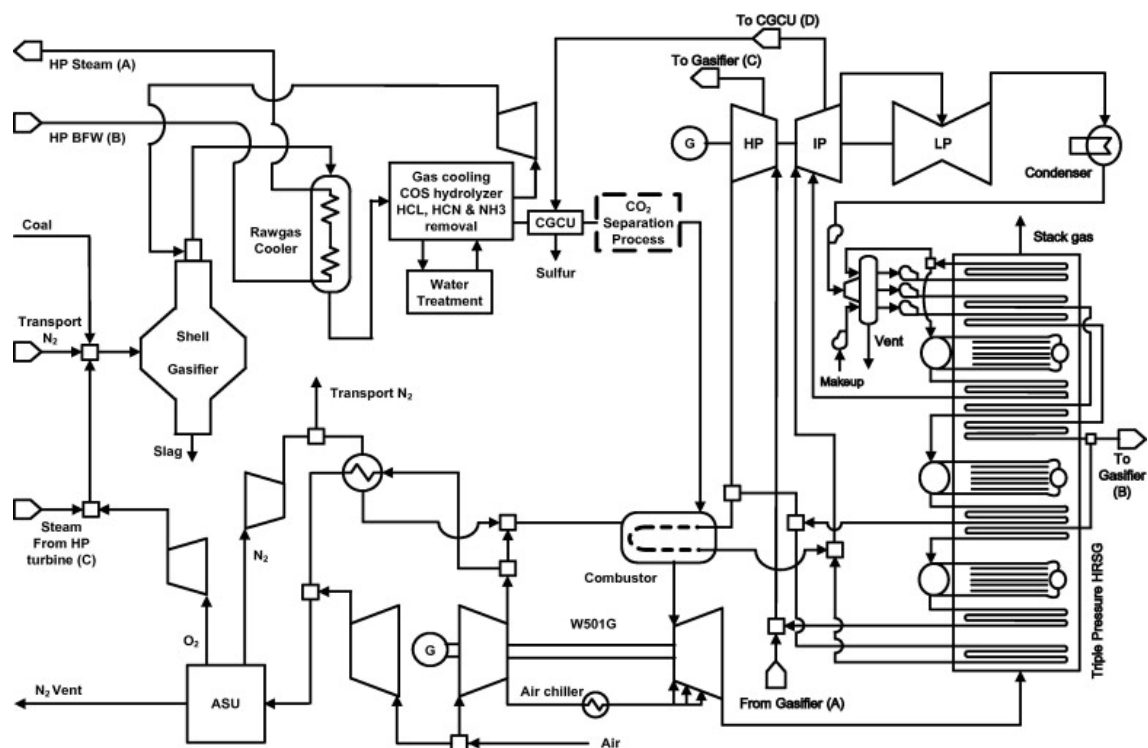 To CGCU (D)
To Gasifier (C)
HP Steam (A)
HP BFW (B)
G
HP
IP
LP
Condenser
Gas cooling
COS hydrolyzer
HCL, HCN & NH3
removal
CGCU
CO2
Separation
Process
Rawgas
Cooler
Coal
Stack gas
Sulfur
Water
Treatment
Shell
Gasifier
Transport
N2
Vent
Makeup
Transport N2
Slag
To
Gasifier
(B)
Steam
From HP
turbine (C)
N2
Combustor
Triple Pressure HRSG
W501G
O2
G
Air chiller
N2 Vent
ASU
From Gasifier (A)
Air